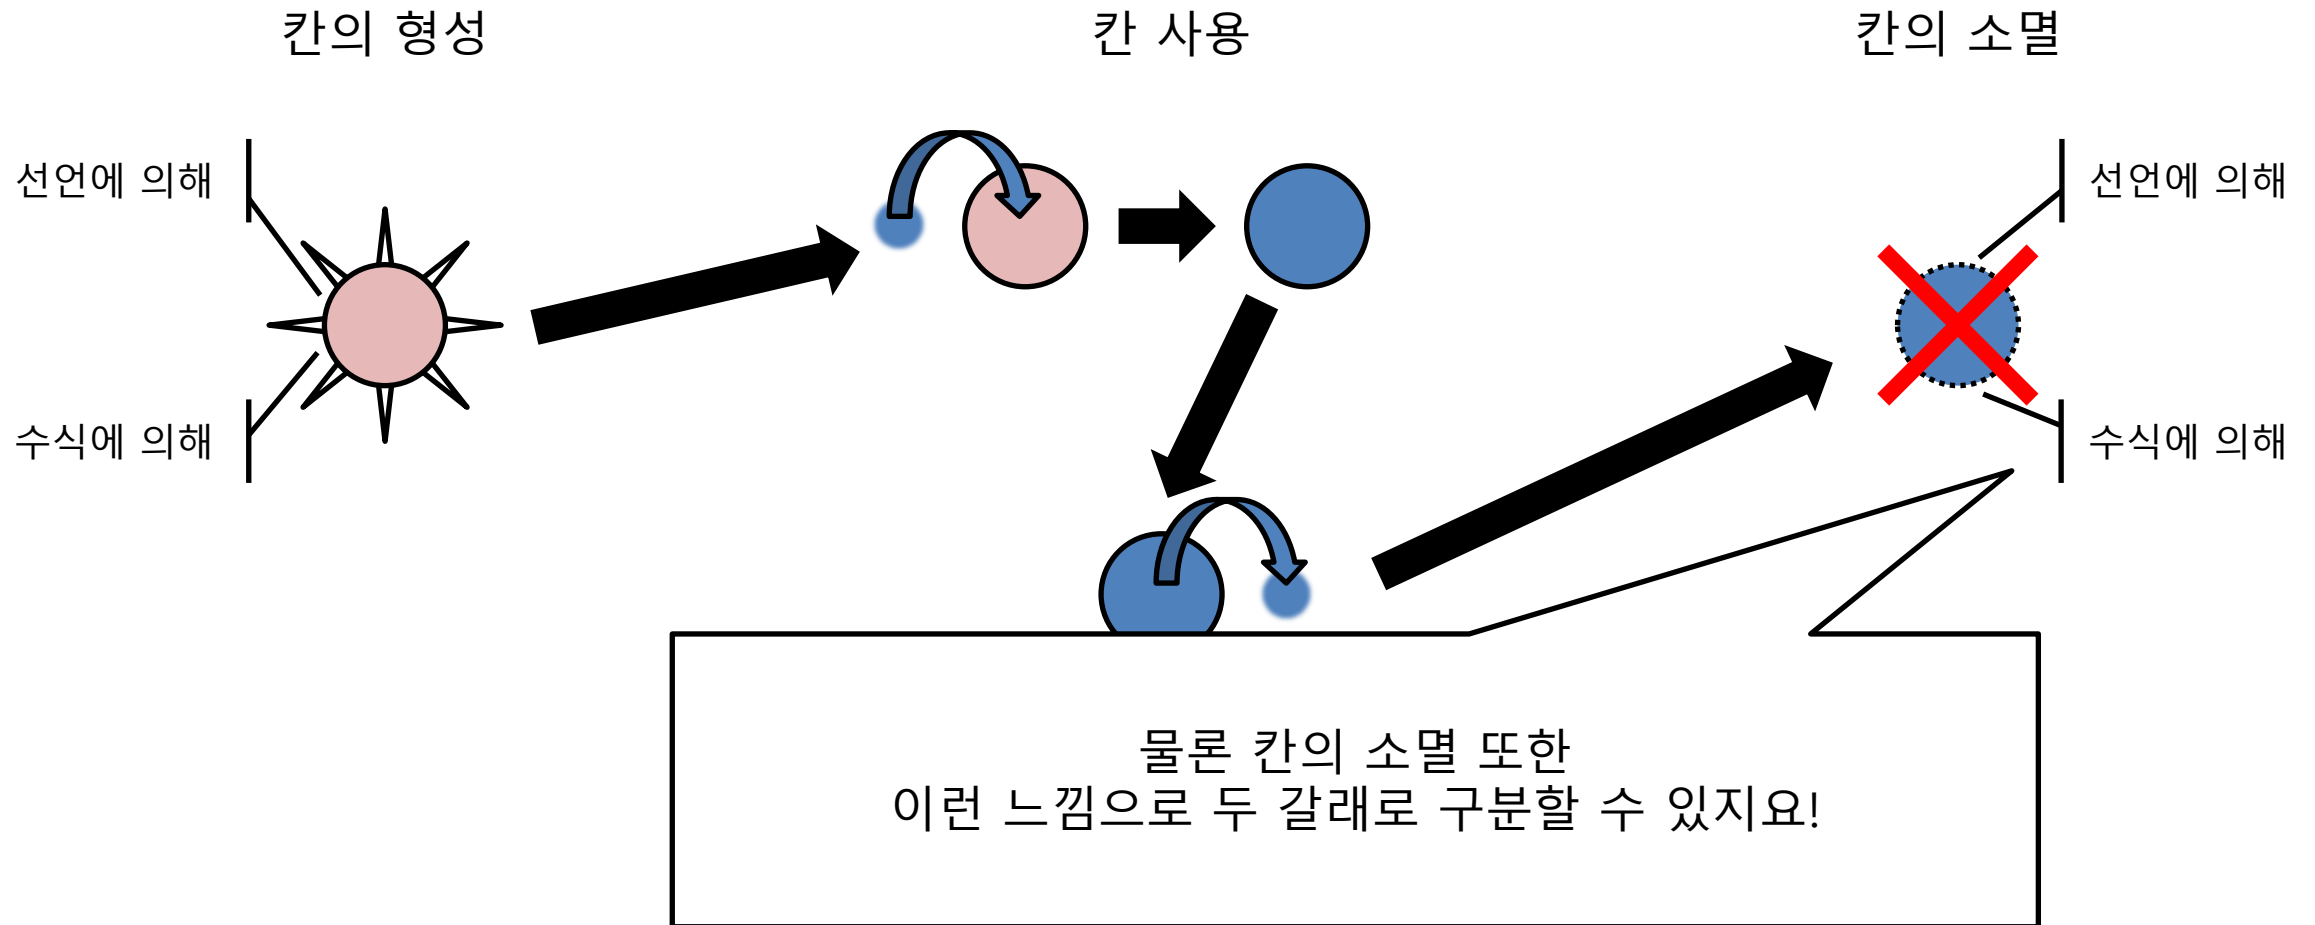 칸의 형성
칸 사용
칸의 소멸
선언에 의해
선언에 의해
수식에 의해
수식에 의해
물론 칸의 소멸 또한
이런 느낌으로 두 갈래로 구분할 수 있지요!